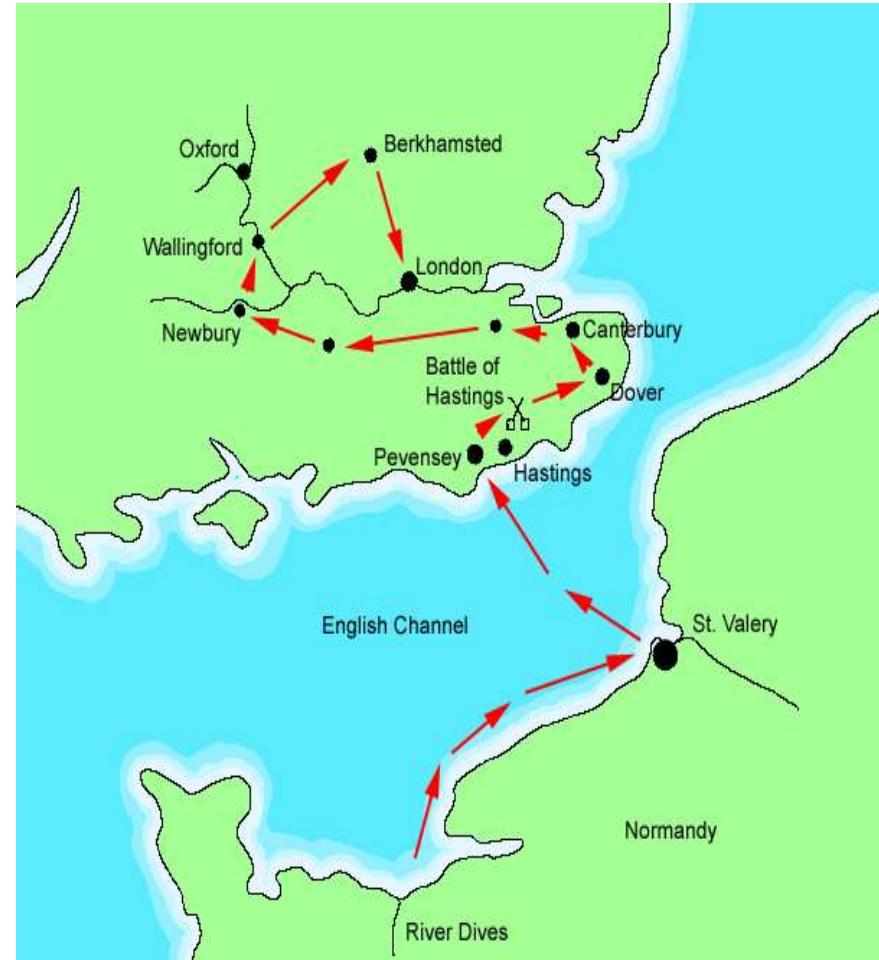 Berkhamsted
Oxford
Wallingford
London
Newbury
Canterbury
Battle of
Hastings
Dover
Pevensey
Hastings
English Channel
St. Valery
Normandy
River Dives